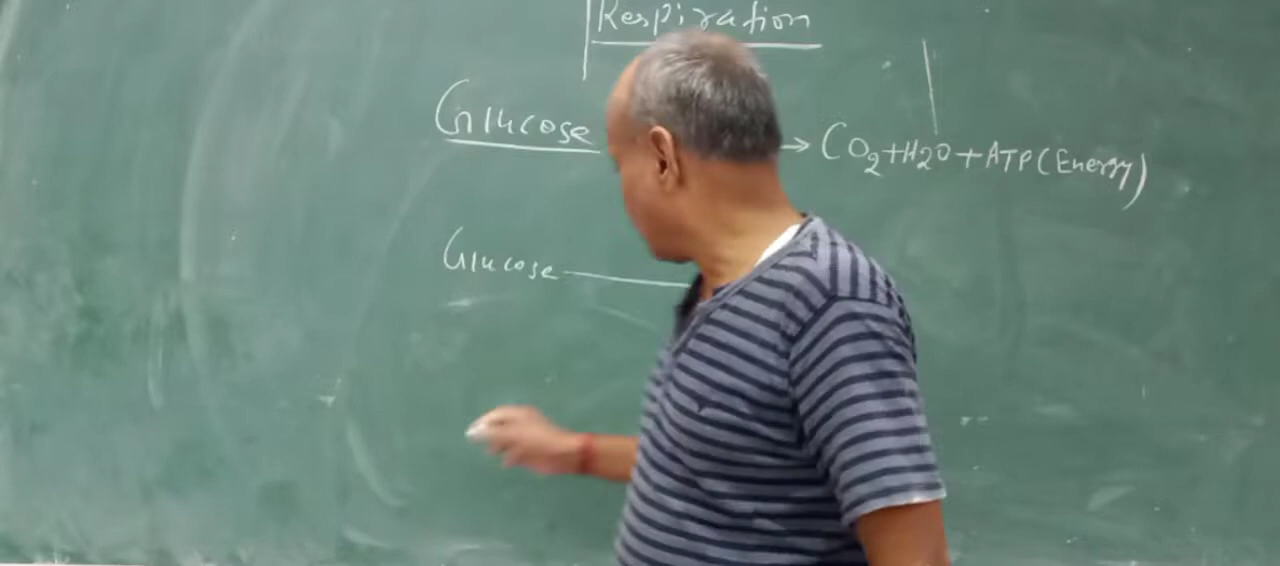 Respiration
Glucose → CO2+H2O+ATP(Energy)
Glucose